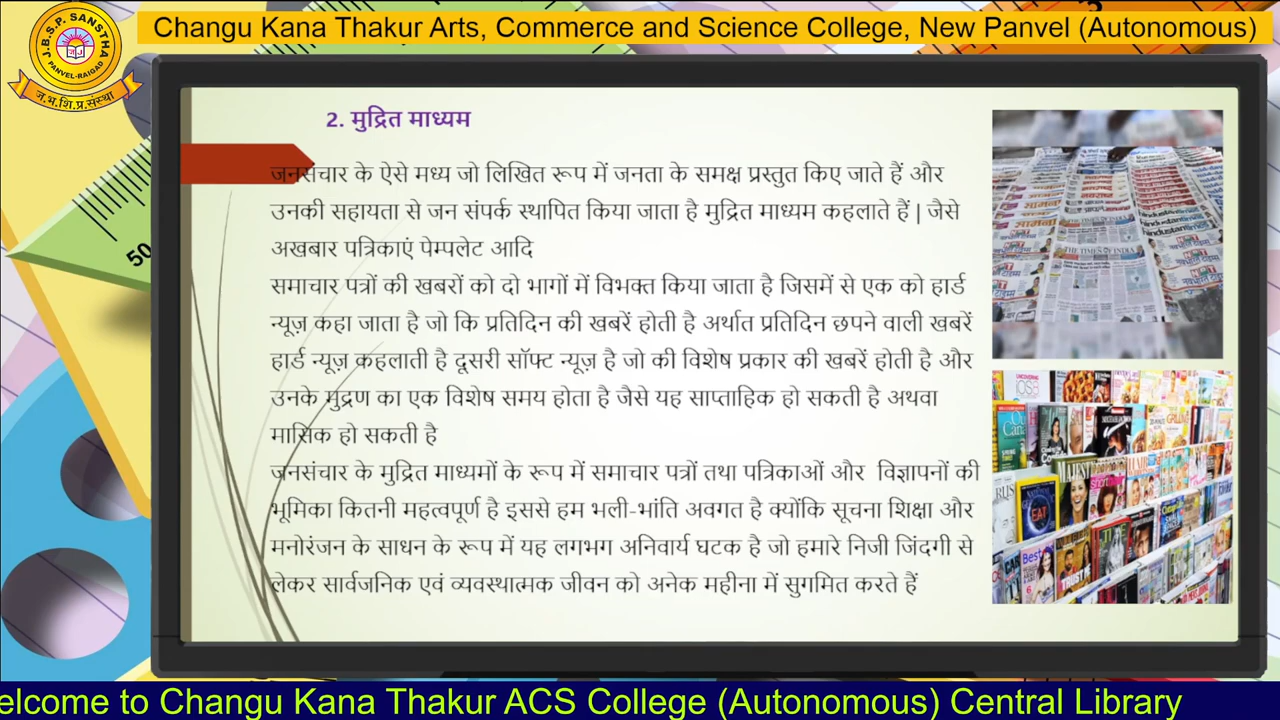 Changu Kana Thakur Arts, Commerce and Science College, New Panvel (Autonomous)
J.B.S.P. SANSTHA
PANVEL-RAIGAD
ज.भ.शि.प्र.संस्था
50
2. मुद्रित माध्यम
जनसंचार के ऐसे मध्य जो लिखित रूप में जनता के समक्ष प्रस्तुत किए जाते हैं और
उनकी सहायता से जन संपर्क स्थापित किया जाता है मुद्रित माध्यम कहलाते हैं | जैसे
अखबार पत्रिकाएं पेम्पलेट आदि
समाचार पत्रों की खबरों को दो भागों में विभक्त किया जाता है जिसमें से एक को हार्ड
न्यूज़ कहा जाता है जो कि प्रतिदिन की खबरें होती है अर्थात प्रतिदिन छपने वाली खबरें
हार्ड न्यूज़ कहलाती है दूसरी सॉफ्ट न्यूज़ है जो की विशेष प्रकार की खबरें होती है और
उनके मुद्रण का एक विशेष समय होता है जैसे यह साप्ताहिक हो सकती है अथवा
मासिक हो सकती है
जनसंचार के मुद्रित माध्यमों के रूप में समाचार पत्रों तथा पत्रिकाओं और विज्ञापनों की
भूमिका कितनी महत्वपूर्ण है इससे हम भली-भांति अवगत है क्योंकि सूचना शिक्षा और
मनोरंजन के साधन के रूप में यह लगभग अनिवार्य घटक है जो हमारे निजी जिंदगी से
लेकर सार्वजनिक एवं व्यवस्थात्मक जीवन को अनेक महीना में सुगमित करते हैं
THE TIMES OF INDIA
EAT
elcome to Changu Kana Thakur ACS College (Autonomous) Central Library